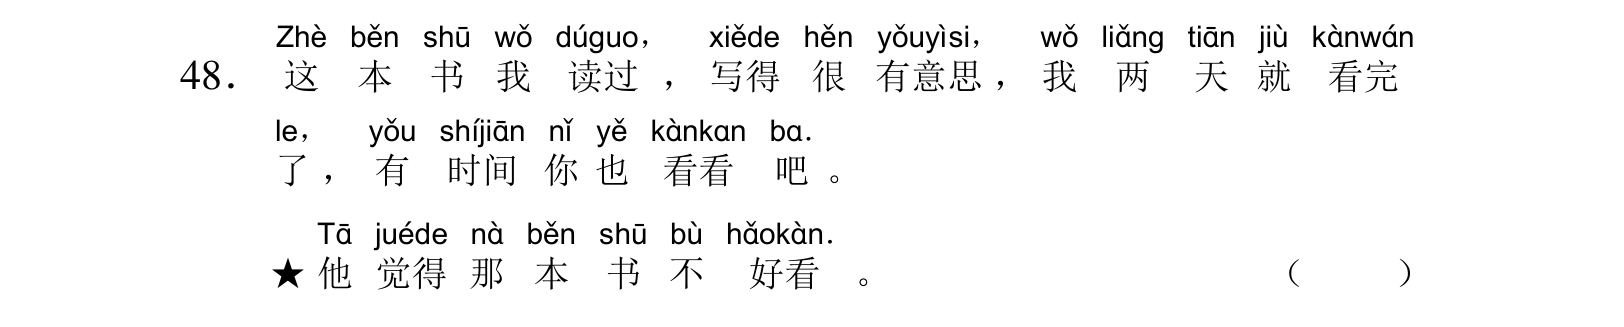 Zhè běn shū wǒ dúguo, xiěde hěn yǒuyìsi, wǒ liǎng tiān jiù kànwán
48. 这 本 书 我 读过 ，写得 很 有意思，我 两 天 就 看完
le, yǒu shíjiān nǐ yě kànkan ba.
了，有 时间 你 也 看看 吧 。
Tā juéde nà běn shū bù hǎokàn.
★ 他 觉得 那 本 书 不 好看 。 （ ）